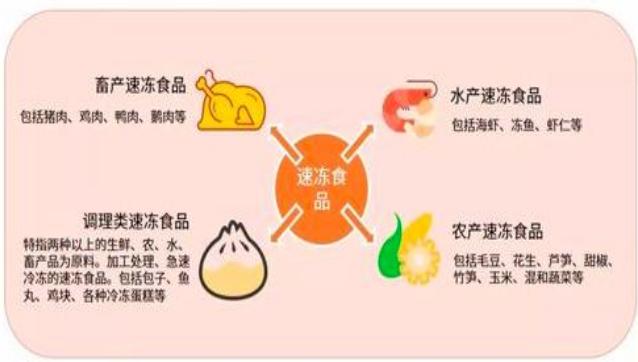 畜产速冻食品
包括猪肉、鸡肉、鸭肉、鹅肉等
水产速冻食品
包括海虾、冻鱼、虾仁等
速冻食
品
调理类速冻食品
特指两种以上的生鲜、农、水、
畜产品为原料。加工处理、急速
冷冻的速冻食品。包括包子、鱼
丸、鸡块、各种冷冻蛋糕等
农产速冻食品
包括毛豆、花生、芦笋、甜椒、
竹笋、玉米、混和蔬菜等